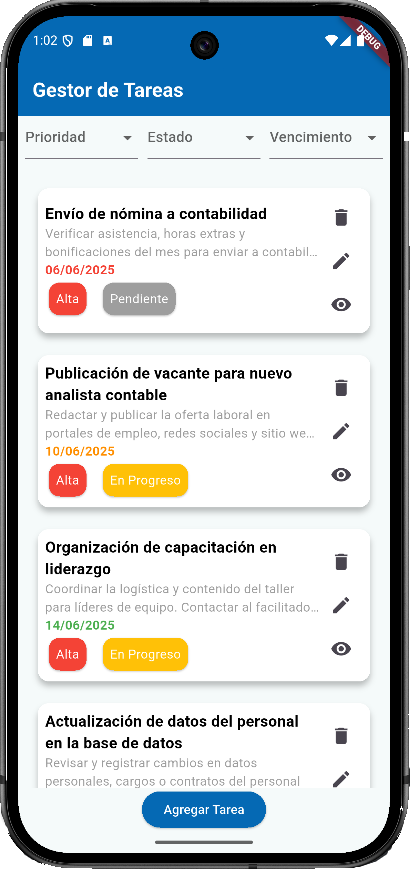 1:02
DEBUG
Gestor de Tareas
Prioridad Estado Vencimiento
Envío de nómina a contabilidad
Verificar asistencia, horas extras y
bonificaciones del mes para enviar a contabil...
06/06/2025
Alta Pendiente
Publicación de vacante para nuevo
analista contable
Redactar y publicar la oferta laboral en
portales de empleo, redes sociales y sitio we...
10/06/2025
Alta En Progreso
Organización de capacitación en
liderazgo
Coordinar la logística y contenido del taller
para líderes de equipo. Contactar al facilitado...
14/06/2025
Alta En Progreso
Actualización de datos del personal
en la base de datos
Revisar y registrar cambios en datos
personales, cargos o contratos del personal
Agregar Tarea